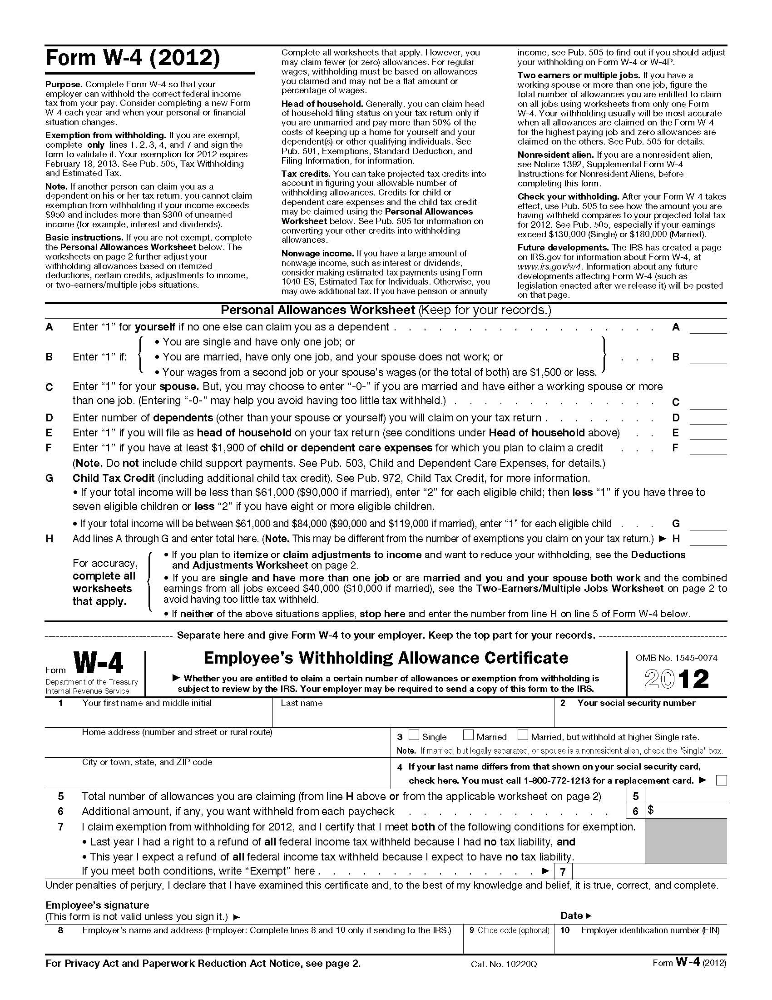 Form W-4 (2012)
Purpose. Complete Form W-4 so that your
employer can withhold the correct federal income
tax from your pay. Consider completing a new Form
W-4 each year and when your personal or financial
situation changes.
Exemption from withholding. If you are exempt,
complete only lines 1, 2, 3, 4, and 7 and sign the
form to validate it. Your exemption for 2012 expires
February 18, 2013. See Pub. 505, Tax Withholding
and Estimated Tax.
Note. If another person can claim you as a
dependent on his or her tax return, you cannot claim
exemption from withholding if your income exceeds
$950 and includes more than $300 of unearned
income (for example, interest and dividends).
Basic instructions. If you are not exempt, complete
the Personal Allowances Worksheet below. The
worksheets on page 2 further adjust your
withholding allowances based on itemized
deductions, certain credits, adjustments to income,
or two-earners/multiple jobs situations.
Complete all worksheets that apply. However, you
may claim fewer (or zero) allowances. For regular
wages, withholding must be based on allowances
you claimed and may not be a flat amount or
percentage of wages.
Head of household. Generally, you can claim head
of household filing status on your tax return only if
you are unmarried and pay more than 50% of the
costs of keeping up a home for yourself and your
dependent(s) or other qualifying individuals. See
Pub. 501, Exemptions, Standard Deduction, and
Filing Information, for information.
Tax credits. You can take projected tax credits into
account in figuring your allowable number of
withholding allowances. Credits for child or
dependent care expenses and the child tax credit
may be claimed using the Personal Allowances
Worksheet below. See Pub. 505 for information on
converting your other credits into withholding
allowances.
Nonwage income. If you have a large amount of
nonwage income, such as interest or dividends,
consider making estimated tax payments using Form
1040-ES, Estimated Tax for Individuals. Otherwise, you
may owe additional tax. If you have pension or annuity
income, see Pub. 505 to find out if you should adjust
your withholding on Form W-4 or W-4P.
Two earners or multiple jobs. If you have a
working spouse or more than one job, figure the
total number of allowances you are entitled to claim
on all jobs using worksheets from only one Form
W-4. Your withholding usually will be most accurate
when all allowances are claimed on the Form W-4
for the highest paying job and zero allowances are
claimed on the others. See Pub. 505 for details.
Nonresident alien. If you are a nonresident alien,
see Notice 1392, Supplemental Form W-4
Instructions for Nonresident Aliens, before
completing this form.
Check your withholding. After your Form W-4 takes
effect, use Pub. 505 to see how the amount you are
having withheld compares to your projected total tax
for 2012. See Pub. 505, especially if your earnings
exceed $130,000 (Single) or $180,000 (Married).
Future developments. The IRS has created a page
on IRS.gov for information about Form W-4, at
www.irs.gov/w4. Information about any future
developments affecting Form W-4 (such as
legislation enacted after we release it) will be posted
on that page.
Personal Allowances Worksheet (Keep for your records.)
A Enter “1” for yourself if no one else can claim you as a dependent . . . . . . . . . . . . . . . . . . A
• You are single and have only one job; or
B Enter “1” if: • You are married, have only one job, and your spouse does not work; or . . . B
• Your wages from a second job or your spouse’s wages (or the total of both) are $1,500 or less.
C Enter “1” for your spouse. But, you may choose to enter “-0-” if you are married and have either a working spouse or more
than one job. (Entering “-0-” may help you avoid having too little tax withheld.) . . . . . . . . . . . . . . C
D Enter number of dependents (other than your spouse or yourself) you will claim on your tax return . . . . . . . . D
E Enter “1” if you will file as head of household on your tax return (see conditions under Head of household above) . . E
F Enter “1” if you have at least $1,900 of child or dependent care expenses for which you plan to claim a credit . . . F
(Note. Do not include child support payments. See Pub. 503, Child and Dependent Care Expenses, for details.)
G Child Tax Credit (including additional child tax credit). See Pub. 972, Child Tax Credit, for more information.
• If your total income will be less than $61,000 ($90,000 if married), enter “2” for each eligible child; then less “1” if you have three to
seven eligible children or less “2” if you have eight or more eligible children.
• If your total income will be between $61,000 and $84,000 ($90,000 and $119,000 if married), enter “1” for each eligible child . . . G
H Add lines A through G and enter total here. (Note. This may be different from the number of exemptions you claim on your tax return.) ► H
For accuracy,
complete all
worksheets
that apply.
• If you plan to itemize or claim adjustments to income and want to reduce your withholding, see the Deductions
and Adjustments Worksheet on page 2.
• If you are single and have more than one job or are married and you and your spouse both work and the combined
earnings from all jobs exceed $40,000 ($10,000 if married), see the Two-Earners/Multiple Jobs Worksheet on page 2 to
avoid having too little tax withheld.
• If neither of the above situations applies, stop here and enter the number from line H on line 5 of Form W-4 below.
Separate here and give Form W-4 to your employer. Keep the top part for your records.
Form W-4
Department of the Treasury
Internal Revenue Service
Employee's Withholding Allowance Certificate
► Whether you are entitled to claim a certain number of allowances or exemption from withholding is
subject to review by the IRS. Your employer may be required to send a copy of this form to the IRS.
OMB No. 1545-0074
2012
1 Your first name and middle initial
Last name
2 Your social security number
Home address (number and street or rural route)
3 Single Married Married, but withhold at higher Single rate.
Note. If married, but legally separated, or spouse is a nonresident alien, check the "Single" box.
City or town, state, and ZIP code
4 If your last name differs from that shown on your social security card,
check here. You must call 1-800-772-1213 for a replacement card. ►
5 Total number of allowances you are claiming (from line H above or from the applicable worksheet on page 2) 5
6 Additional amount, if any, you want withheld from each paycheck . . . . . . . . . . . . . . 6 $
7 I claim exemption from withholding for 2012, and I certify that I meet both of the following conditions for exemption.
• Last year I had a right to a refund of all federal income tax withheld because I had no tax liability, and
• This year I expect a refund of all federal income tax withheld because I expect to have no tax liability.
If you meet both conditions, write “Exempt” here . . . . . . . . . . . . . . . ► 7
Under penalties of perjury, I declare that I have examined this certificate and, to the best of my knowledge and belief, it is true, correct, and complete.
Employee’s signature
(This form is not valid unless you sign it.) ► Date ►
8 Employer’s name and address (Employer: Complete lines 8 and 10 only if sending to the IRS.)
9 Office code (optional)
10 Employer identification number (EIN)
For Privacy Act and Paperwork Reduction Act Notice, see page 2. Cat. No. 10220Q Form W-4 (2012)